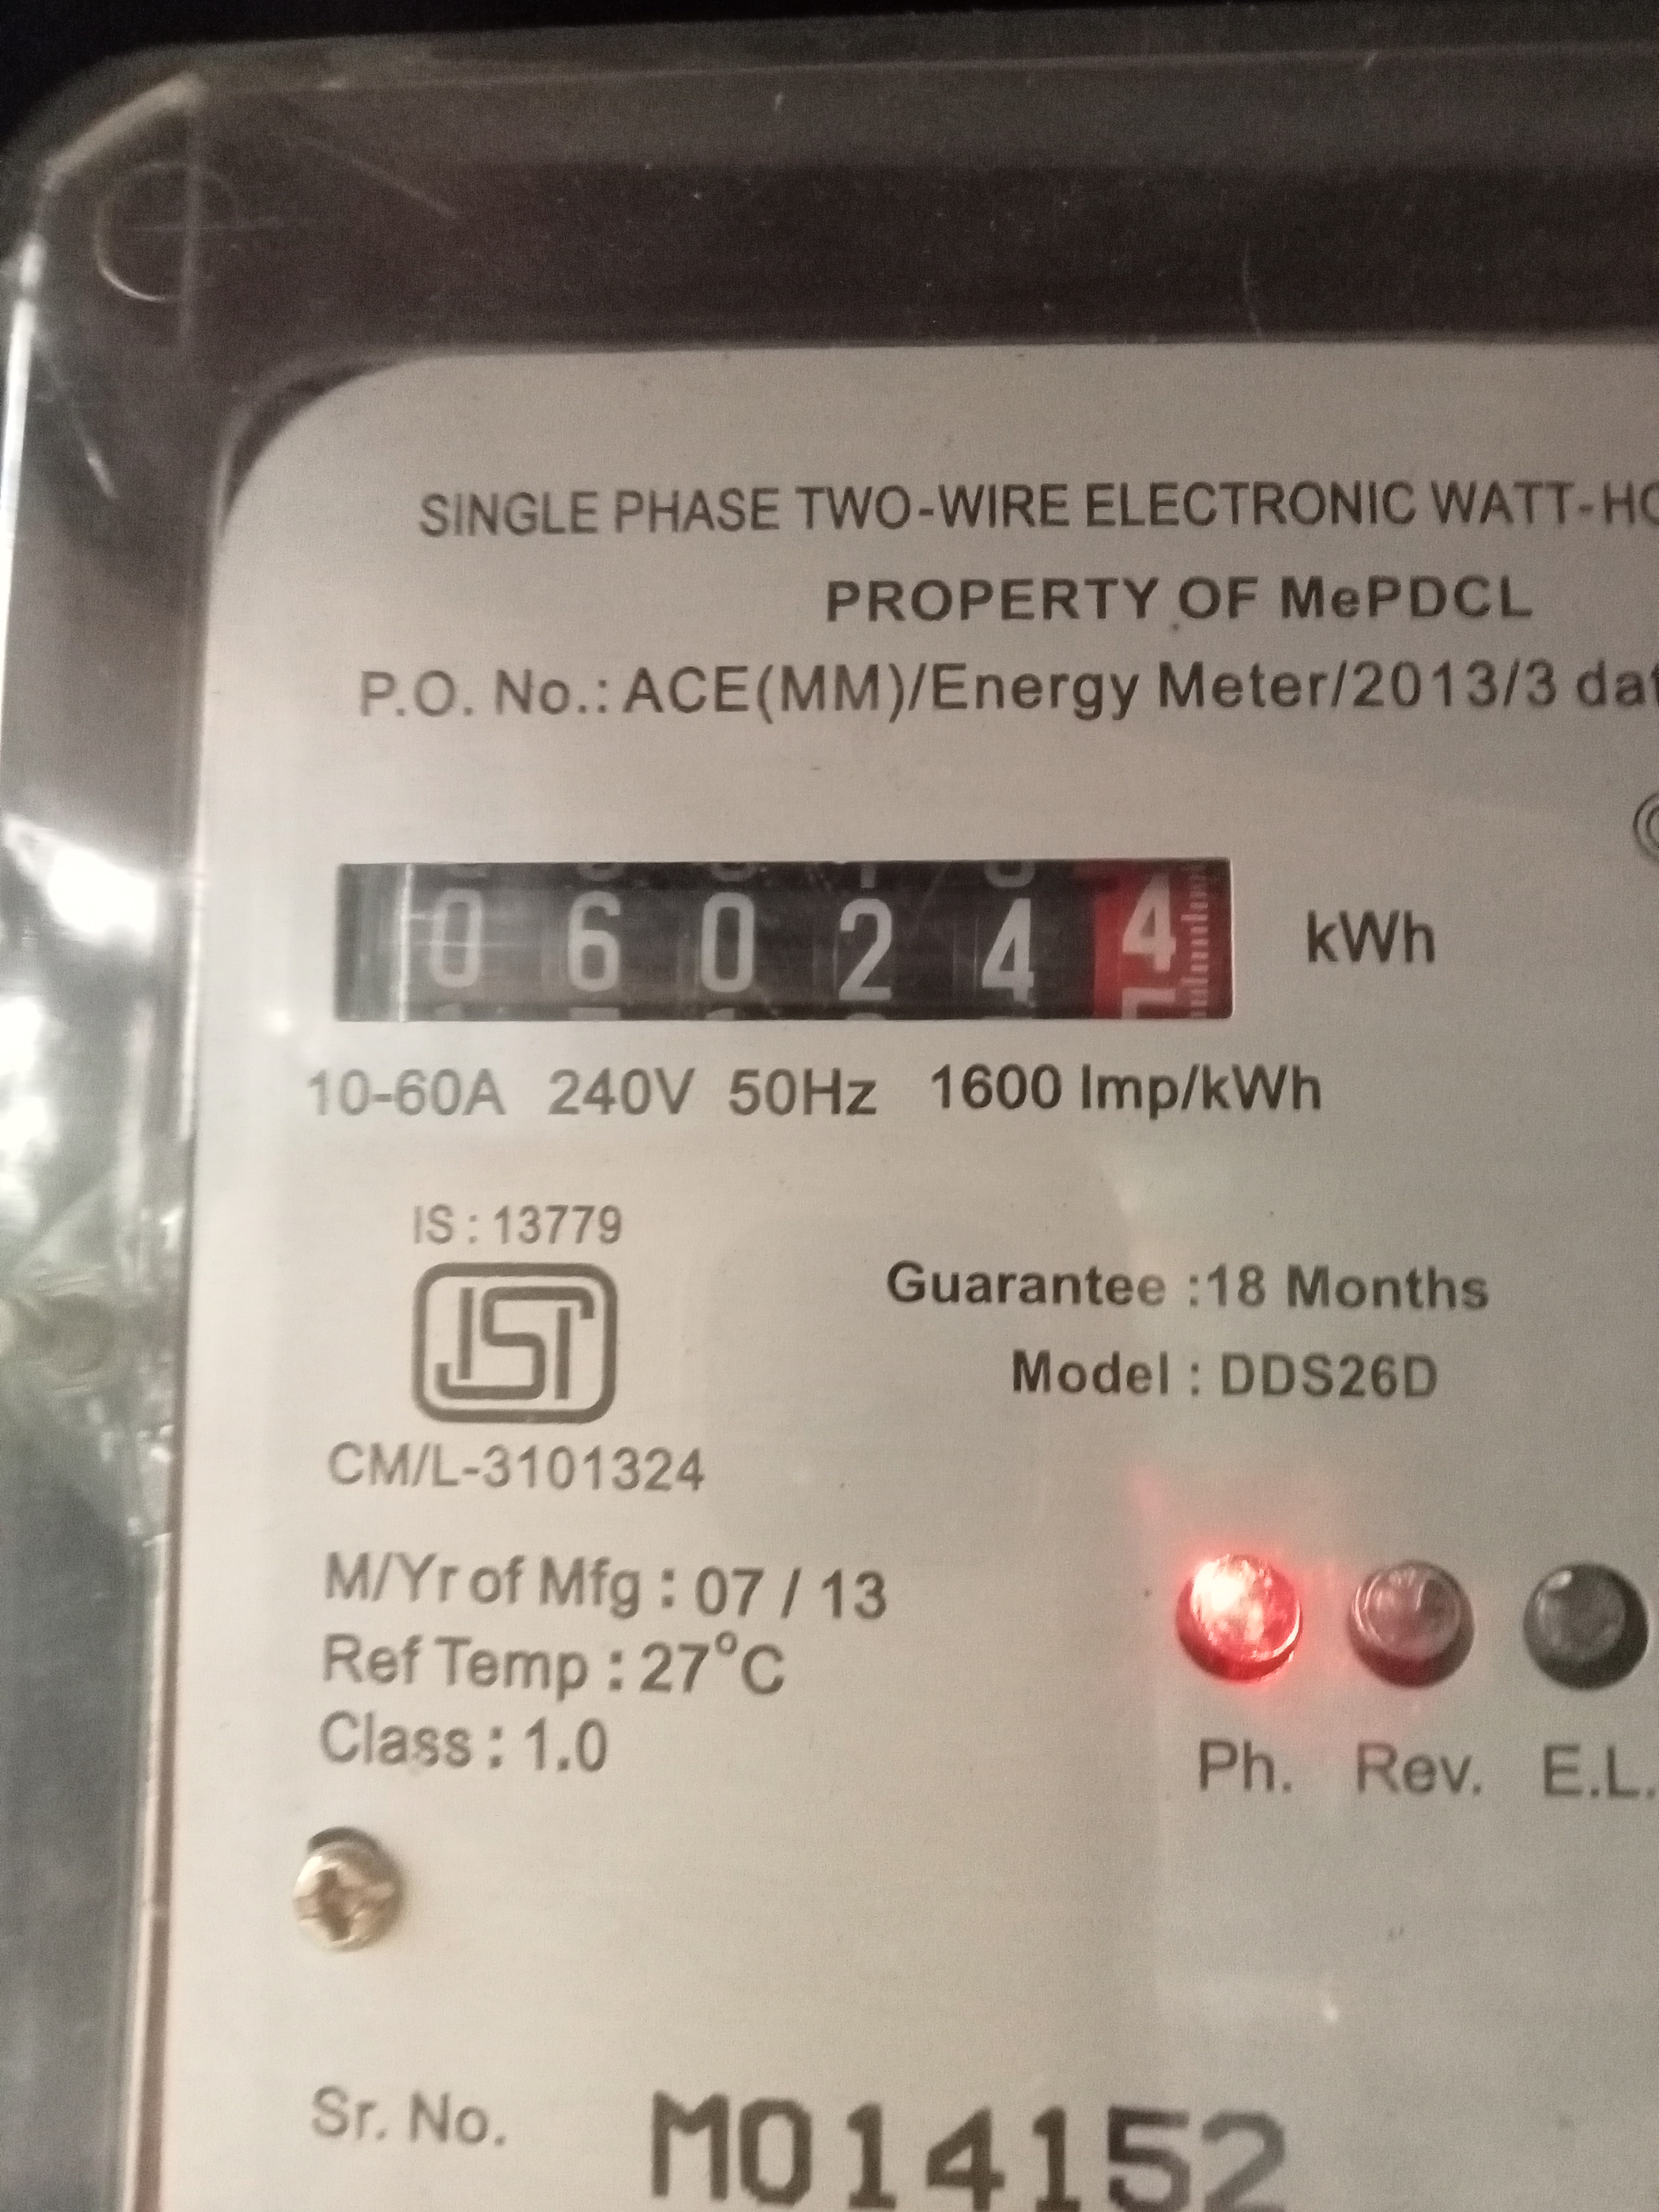 SINGLE PHASE TWO-WIRE ELECTRONIC WATT-HO
PROPERTY OF MePDCL
P.O. No.: ACE(MM)/Energy Meter/2013/3 dat
0 6 0 2 4 4 kWh
10-60A 240V 50Hz 1600 Imp/kWh
IS : 13779
ISI
CM/L-3101324
Guarantee :18 Months
Model : DDS26D
M/Yr of Mfg : 07 / 13
Ref Temp : 27°C
Class : 1.0
Ph. Rev. E.L.
Sr. No. M014152